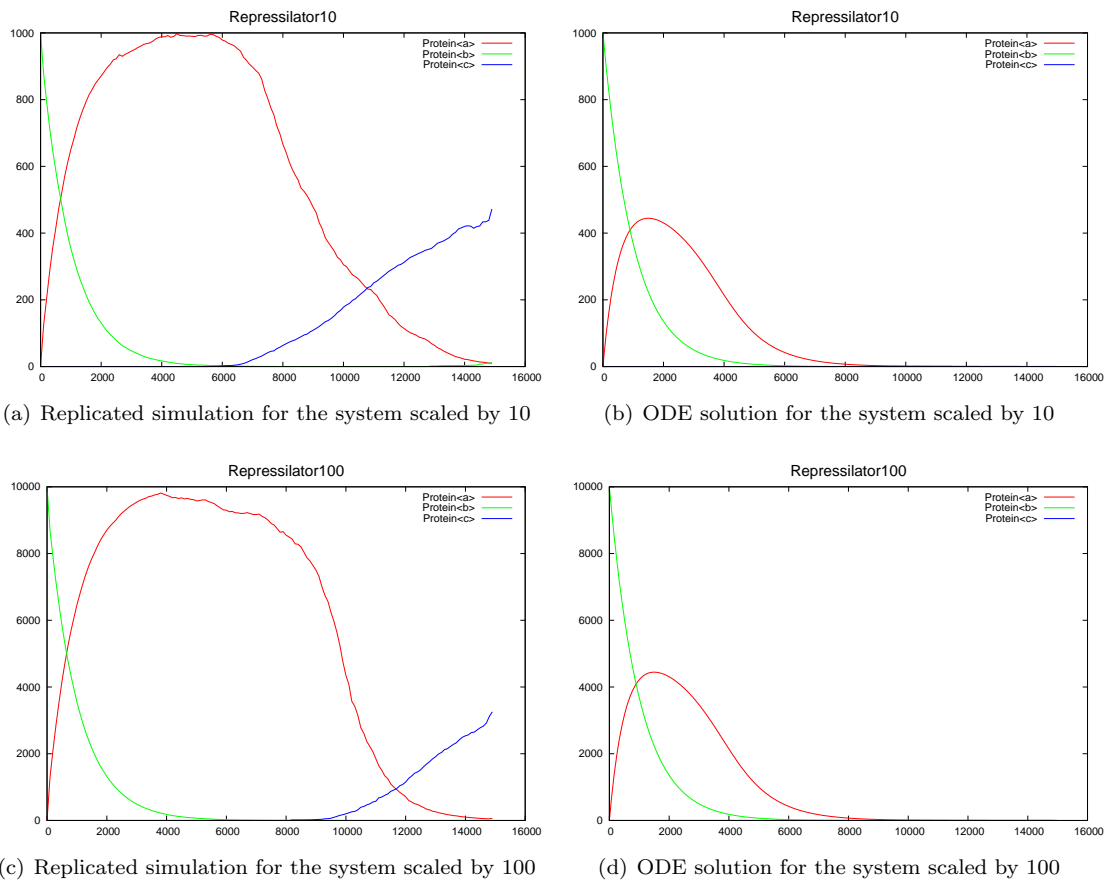 Repressilator10
1000
800
600
400
200
0
Protein<a>
Protein<b>
Protein<c>
0 2000 4000 6000 8000 10000 12000 14000 16000
(a) Replicated simulation for the system scaled by 10
Repressilator10
1000
800
600
400
200
0
Protein<a>
Protein<b>
Protein<c>
0 2000 4000 6000 8000 10000 12000 14000 16000
(b) ODE solution for the system scaled by 10
Repressilator100
10000
8000
6000
4000
2000
0
Protein<a>
Protein<b>
Protein<c>
0 2000 4000 6000 8000 10000 12000 14000 16000
(c) Replicated simulation for the system scaled by 100
Repressilator100
10000
8000
6000
4000
2000
0
Protein<a>
Protein<b>
Protein<c>
0 2000 4000 6000 8000 10000 12000 14000 16000
(d) ODE solution for the system scaled by 100